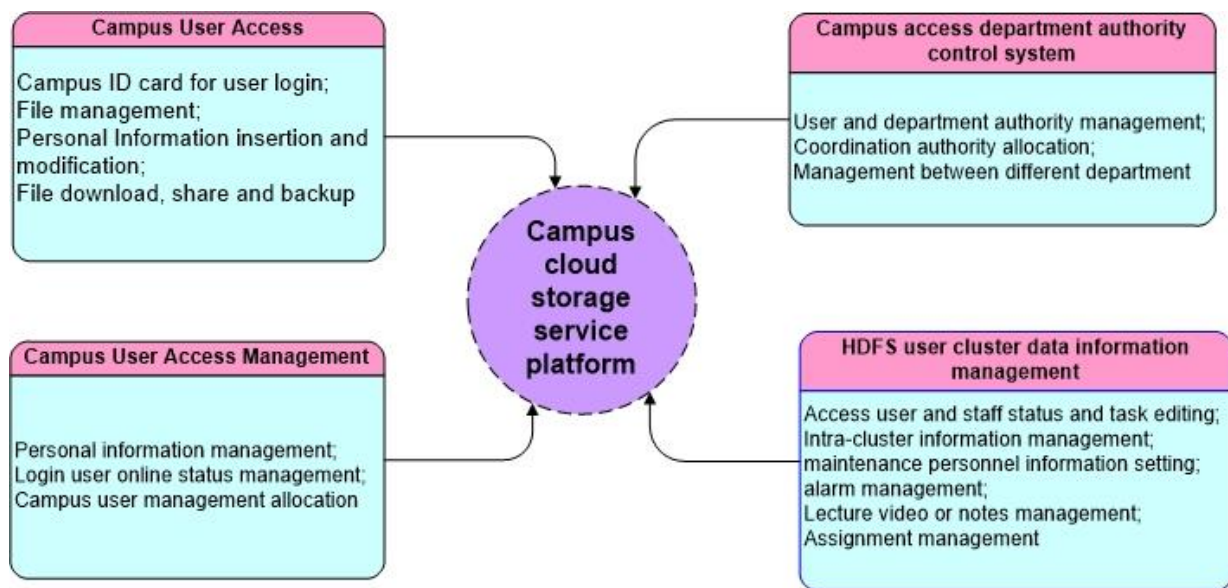 Campus User Access
Campus ID card for user login;
File management;
Personal Information insertion and
modification;
File download, share and backup
Campus access department authority
control system
User and department authority management;
Coordination authority allocation;
Management between different department
Campus
cloud
storage
service
platform
Campus User Access Management
Personal information management;
Login user online status management;
Campus user management allocation
HDFS user cluster data information
management
Access user and staff status and task editing;
Intra-cluster information management;
maintenance personnel information setting;
alarm management;
Lecture video or notes management;
Assignment management